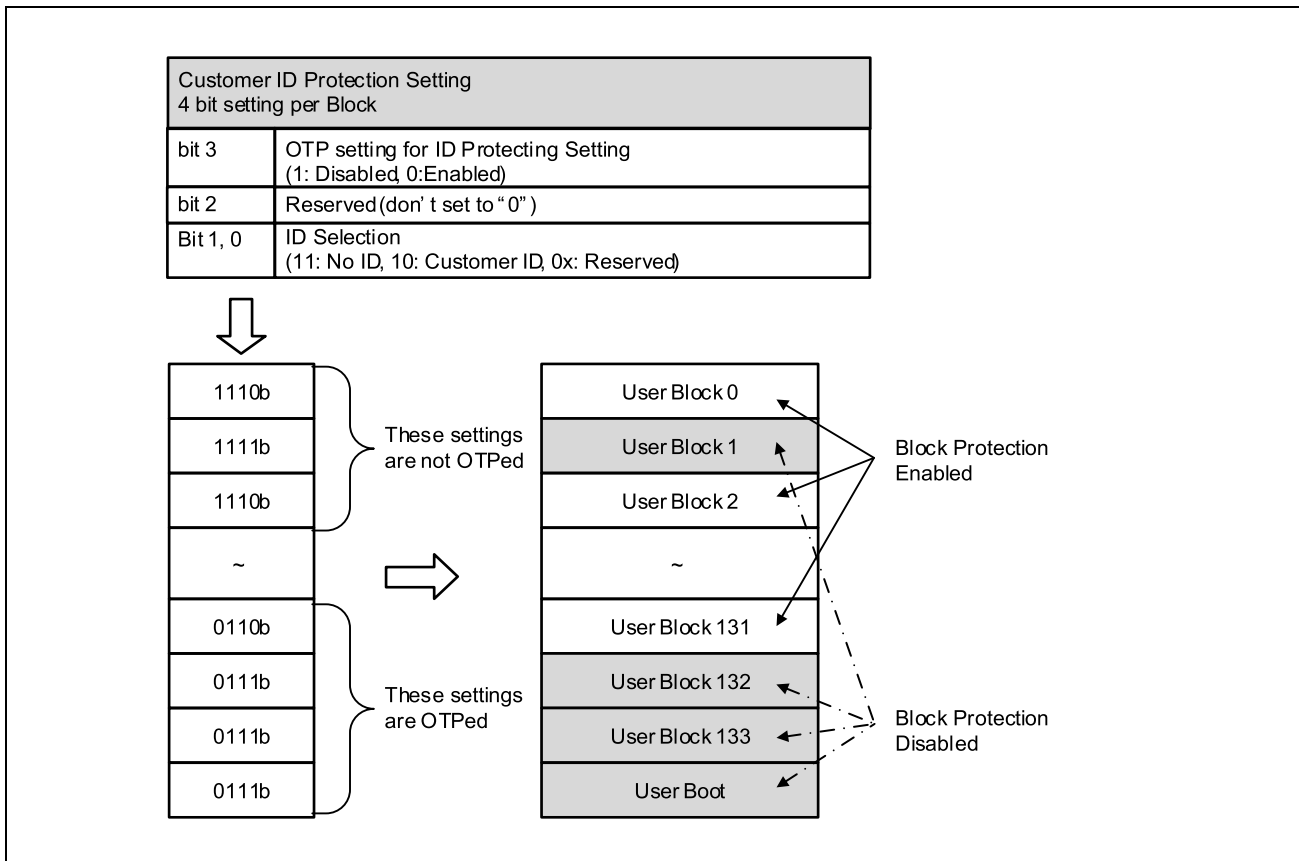 Customer ID Protection Setting
4 bit setting per Block
bit 3
OTP setting for ID Protecting Setting
(1: Disabled, 0:Enabled)
bit 2
Reserved(don' t set to “0” )
Bit 1, 0
ID Selection
(11: No ID, 10: Customer ID, 0x: Reserved)
1110b
1111b
1110b
~
0110b
0111b
0111b
0111b
These settings
are not OTPed
These settings
are OTPed
User Block 0
User Block 1
User Block 2
~
User Block 131
User Block 132
User Block 133
User Boot
Block Protection
Enabled
Block Protection
Disabled